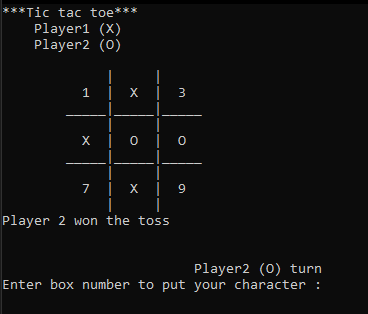 ***Tic tac toe***
Player1 (X)
Player2 (O)
1 | X | 3
X | O | O
7 | X | 9
Player 2 won the toss
Player2 (O) turn
Enter box number to put your character :